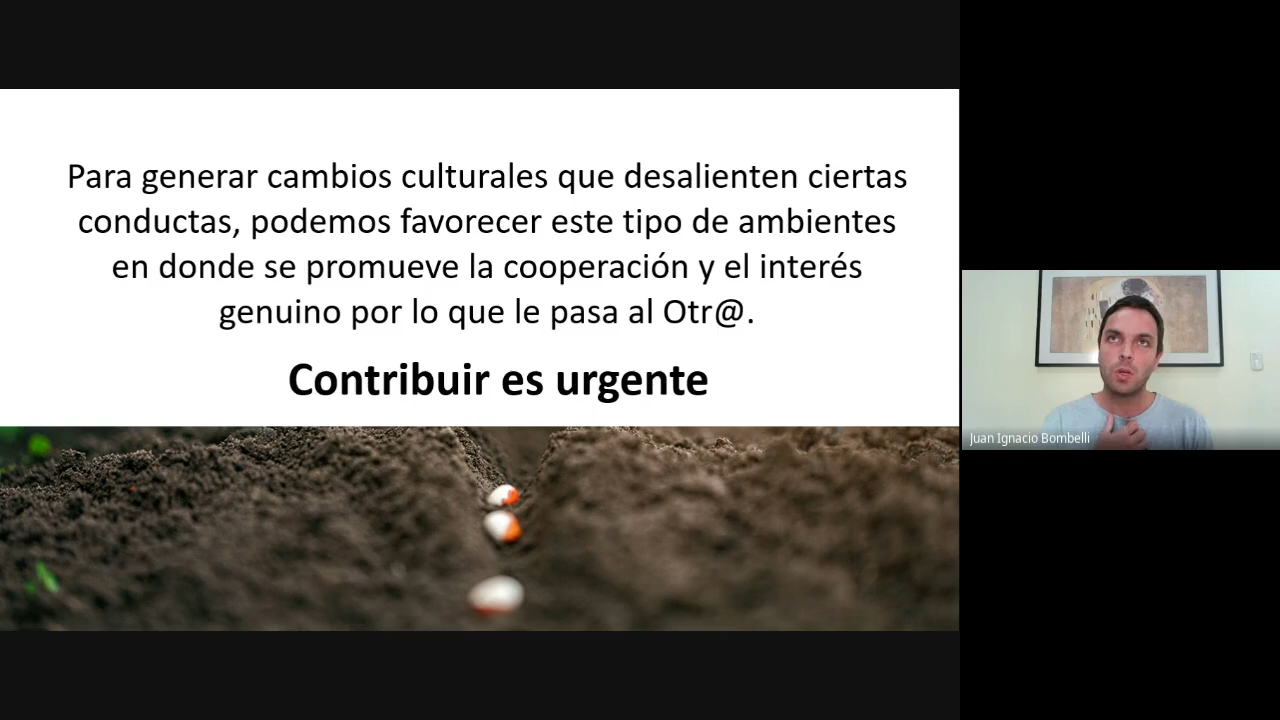 Para generar cambios culturales que desalienten ciertas
conductas, podemos favorecer este tipo de ambientes
en donde se promueve la cooperación y el interés
genuino por lo que le pasa al Otr@.
Contribuir es urgente
Juan Ignacio Bombelli